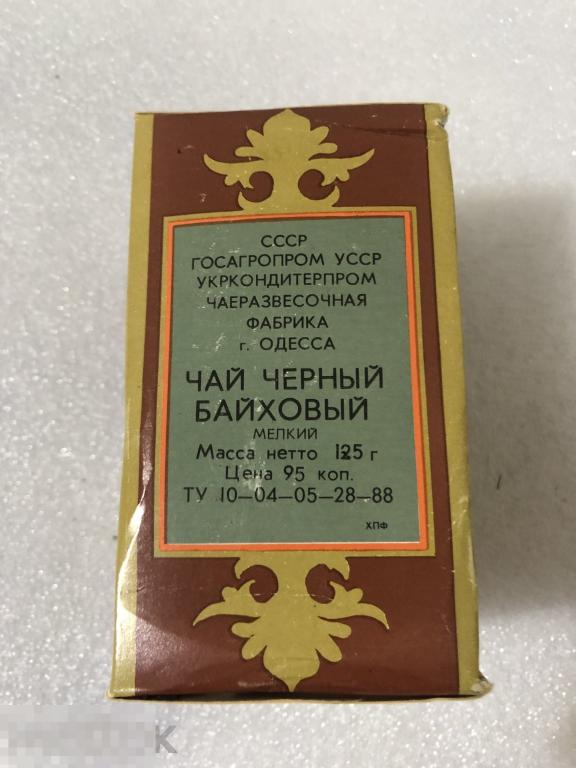 СССР
ГОСАГРОПРОМ УССР
УКРКОНДИТЕРПРОМ
ЧАЕРАЗВЕСОЧНАЯ
ФАБРИКА
г. ОДЕССА
ЧАЙ ЧЕРНЫЙ
БАЙХОВЫЙ
МЕЛКИЙ
Масса нетто 125 г
Цена 95 коп.
ТУ 10—04—05—28—88
ХПФ